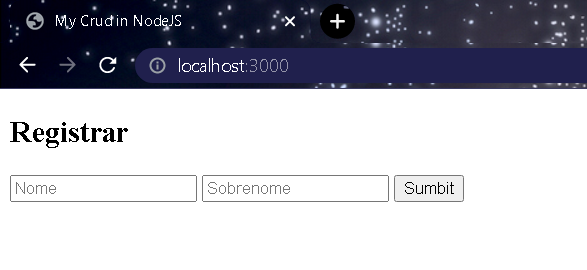 My Crud in NodeJS
localhost:3000
Registrar
Nome Sobrenome Sumbit